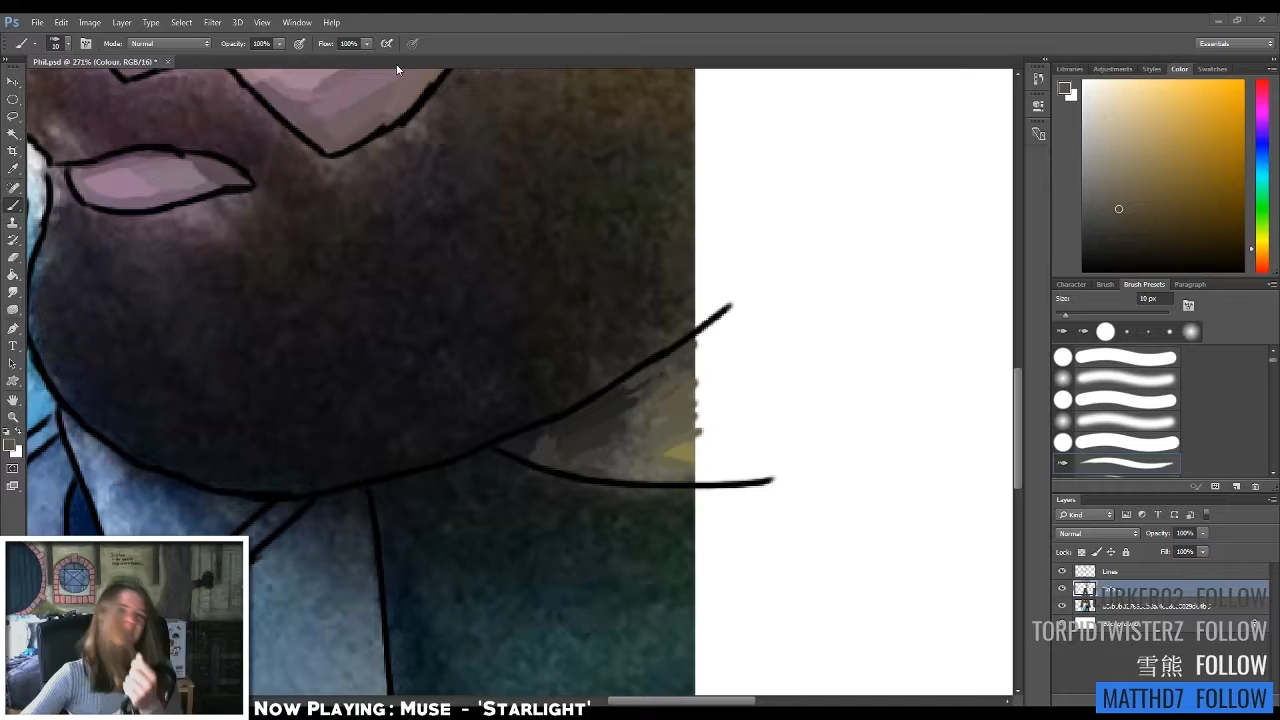 Ps File Edit Image Layer Type Select Filter 3D View Window Help
10 Mode: Normal Opacity: 100% Flow: 100% Essentials
Phil.psd @ 271% (Colour, RGB/16) * ×
Libraries Adjustments Styles Color Swatches
Character Brush Brush Presets Paragraph
Size: 10 px
Layers
Kind
Normal Opacity: 100%
Lock: Fill: 100%
Lines
FOLLOW
TORPIDTWISTERZ FOLLOW
雪熊 FOLLOW
MATTHD7 FOLLOW
Now Playing: Muse - 'Starlight'